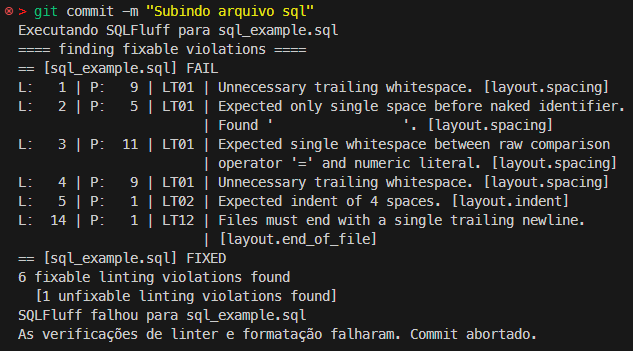 > git commit -m "Subindo arquivo sql"
Executando SQLFluff para sql_example.sql
==== finding fixable violations ====
== [sql_example.sql] FAIL
L:   1 | P:   9 | LT01 | Unnecessary trailing whitespace. [layout.spacing]
L:   2 | P:   5 | LT01 | Expected only single space before naked identifier.
                       | Found '                '. [layout.spacing]
L:   3 | P:  11 | LT01 | Expected single whitespace between raw comparison
                       | operator '=' and numeric literal. [layout.spacing]
L:   4 | P:   9 | LT01 | Unnecessary trailing whitespace. [layout.spacing]
L:   5 | P:   1 | LT02 | Expected indent of 4 spaces. [layout.indent]
L:  14 | P:   1 | LT12 | Files must end with a single trailing newline.
                       | [layout.end_of_file]
== [sql_example.sql] FIXED
6 fixable linting violations found
  [1 unfixable linting violations found]
SQLFluff falhou para sql_example.sql
As verificações de linter e formatação falharam. Commit abortado.